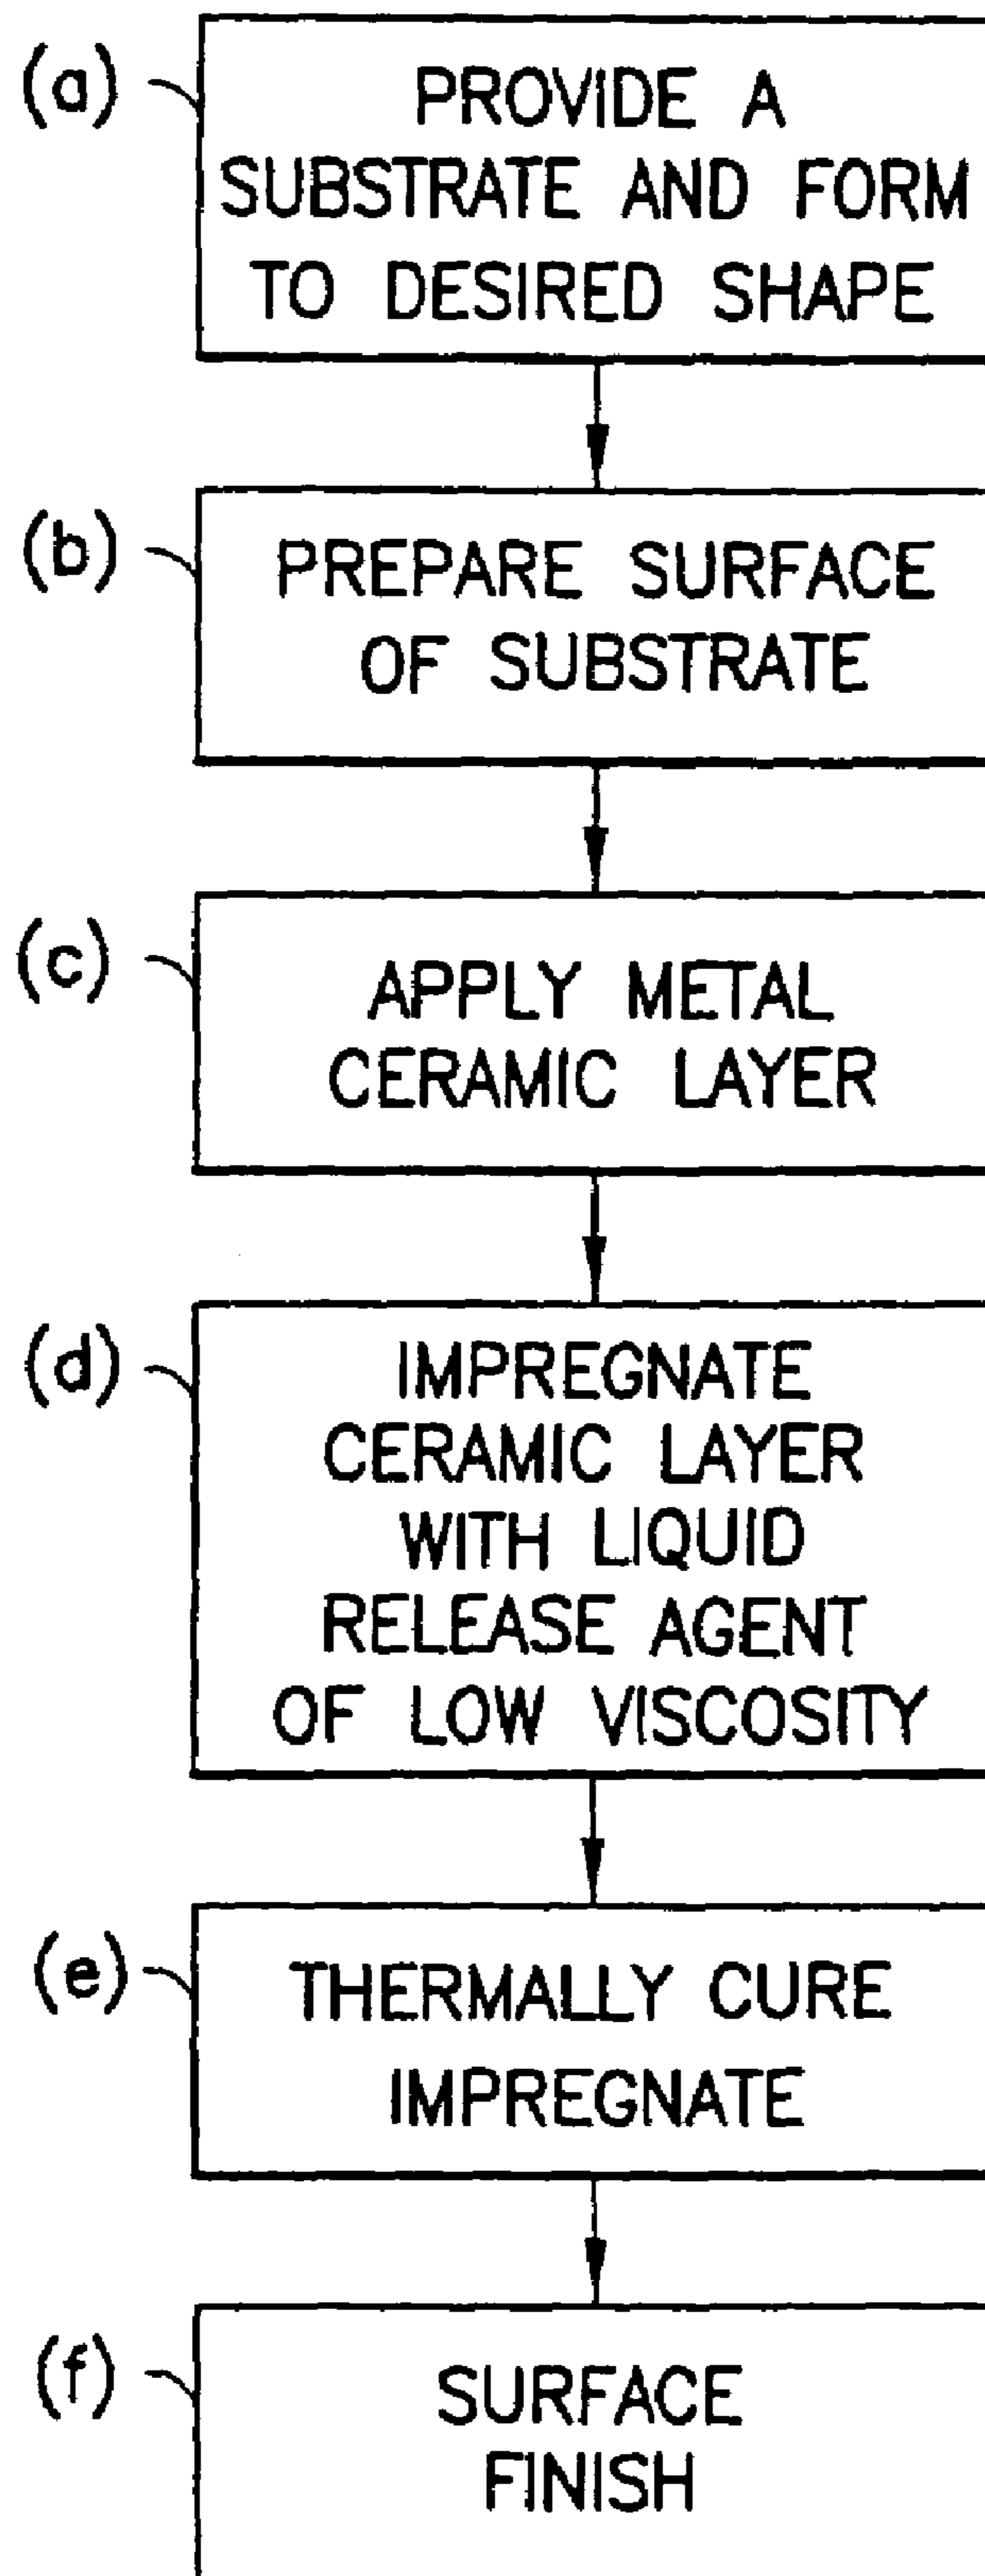 (a)
PROVIDE A
SUBSTRATE AND FORM
TO DESIRED SHAPE
(b)
PREPARE SURFACE
OF SUBSTRATE
(c)
APPLY METAL
CERAMIC LAYER
(d)
IMPREGNATE
CERAMIC LAYER
WITH LIQUID
RELEASE AGENT
OF LOW VISCOSITY
(e)
THERMALLY CURE
IMPREGNATE
(f)
SURFACE
FINISH